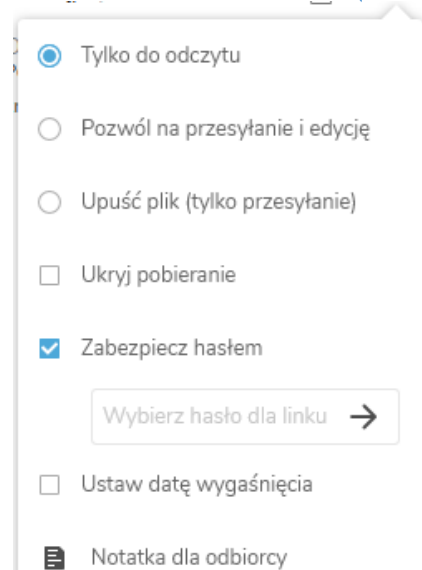 Tylko do odczytu
Pozwól na przesyłanie i edycję
Upuść plik (tylko przesyłanie)
Ukryj pobieranie
Zabezpiecz hasłem
Wybierz hasło dla linku
Ustaw datę wygaśnięcia
Notatka dla odbiorcy